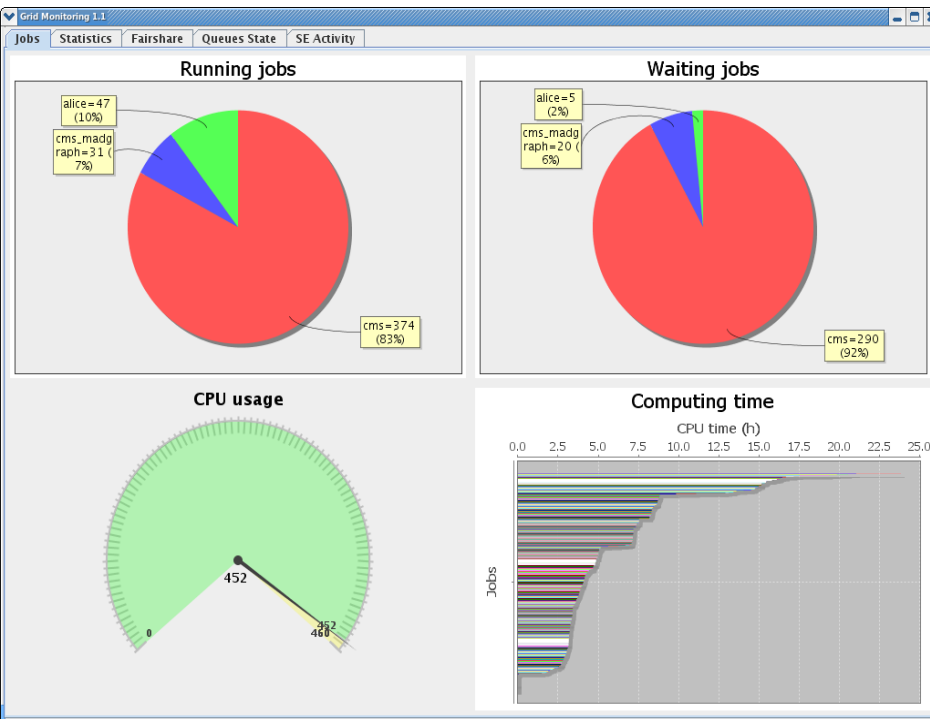 Grid Monitoring 1.1
Jobs Statistics Fairshare Queues State SE Activity
Running jobs
alice=47
(10%)
cms_madg
raph=31 (
7%)
cms=374
(83%)
Waiting jobs
alice=5
(2%)
cms_madg
raph=20 (
6%)
cms=290
(92%)
CPU usage
452
0
452
460
Computing time
CPU time (h)
0.0 2.5 5.0 7.5 10.0 12.5 15.0 17.5 20.0 22.5 25.0
Jobs